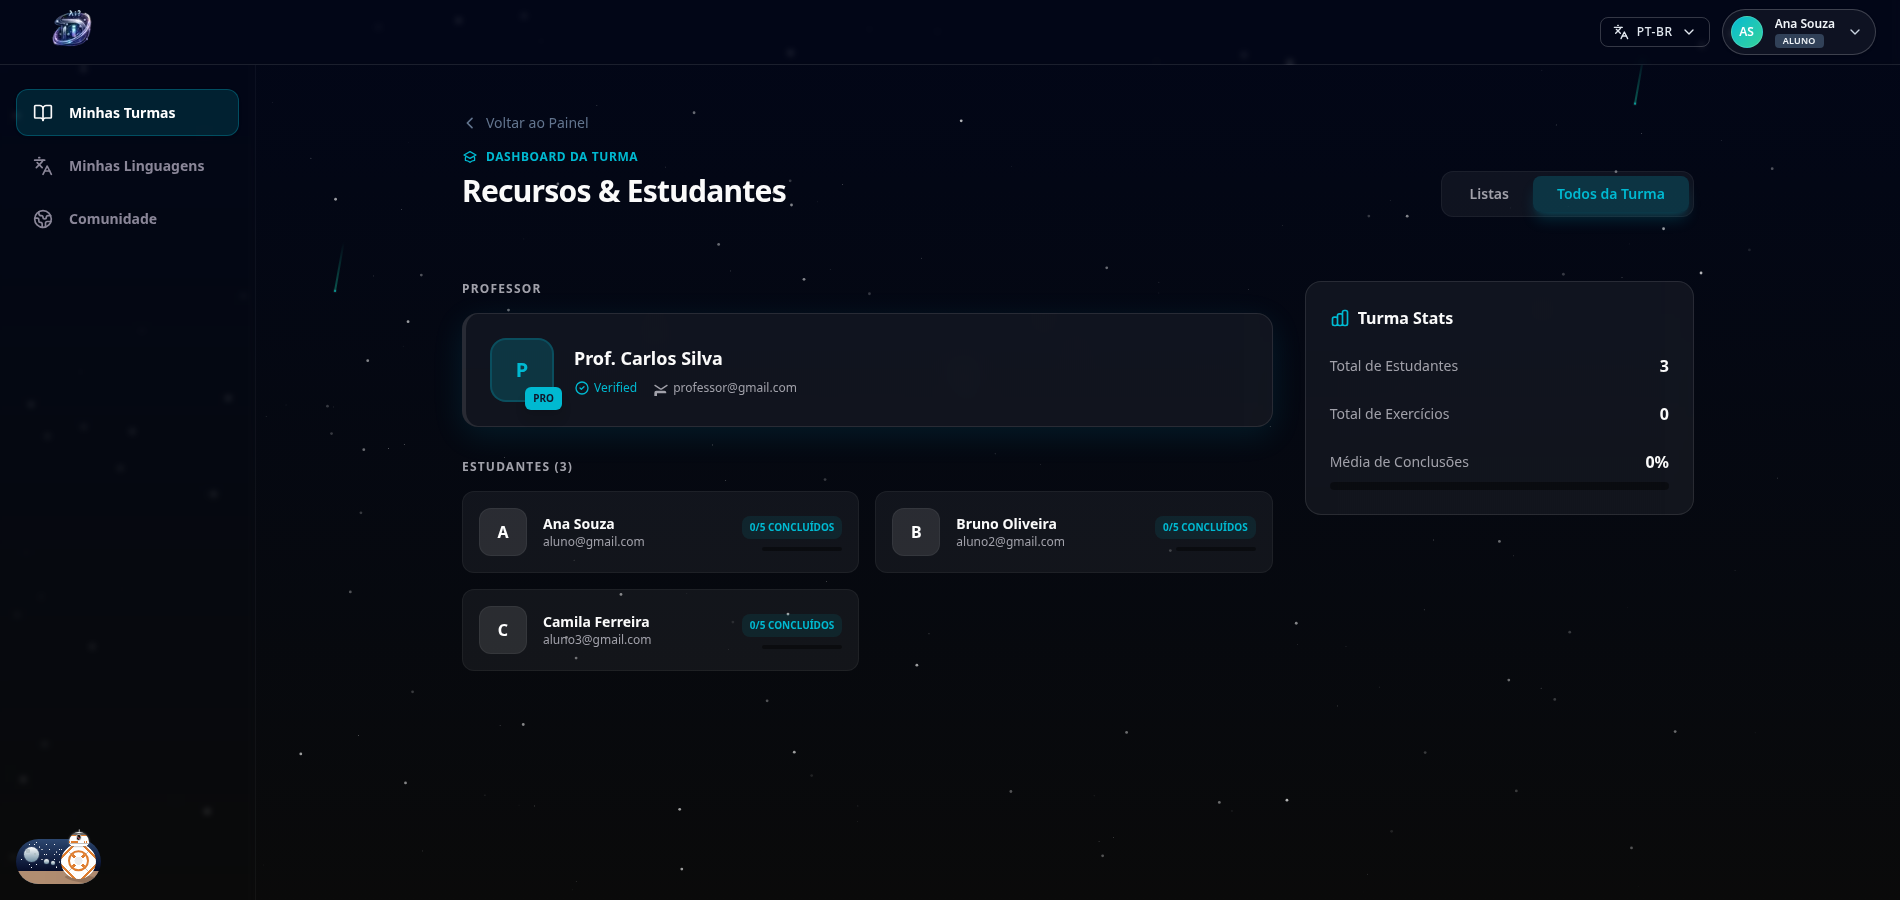 PT-BR
AS
Ana Souza
ALUNO
Minhas Turmas
Minhas Linguagens
Comunidade
Voltar ao Painel
DASHBOARD DA TURMA
Recursos & Estudantes
Listas
Todos da Turma
PROFESSOR
P
PRO
Prof. Carlos Silva
Verified
professor@gmail.com
ESTUDANTES (3)
A
Ana Souza
aluno@gmail.com
0/5 CONCLUÍDOS
B
Bruno Oliveira
aluno2@gmail.com
0/5 CONCLUÍDOS
C
Camila Ferreira
aluno3@gmail.com
0/5 CONCLUÍDOS
Turma Stats
Total de Estudantes 3
Total de Exercícios 0
Média de Conclusões 0%